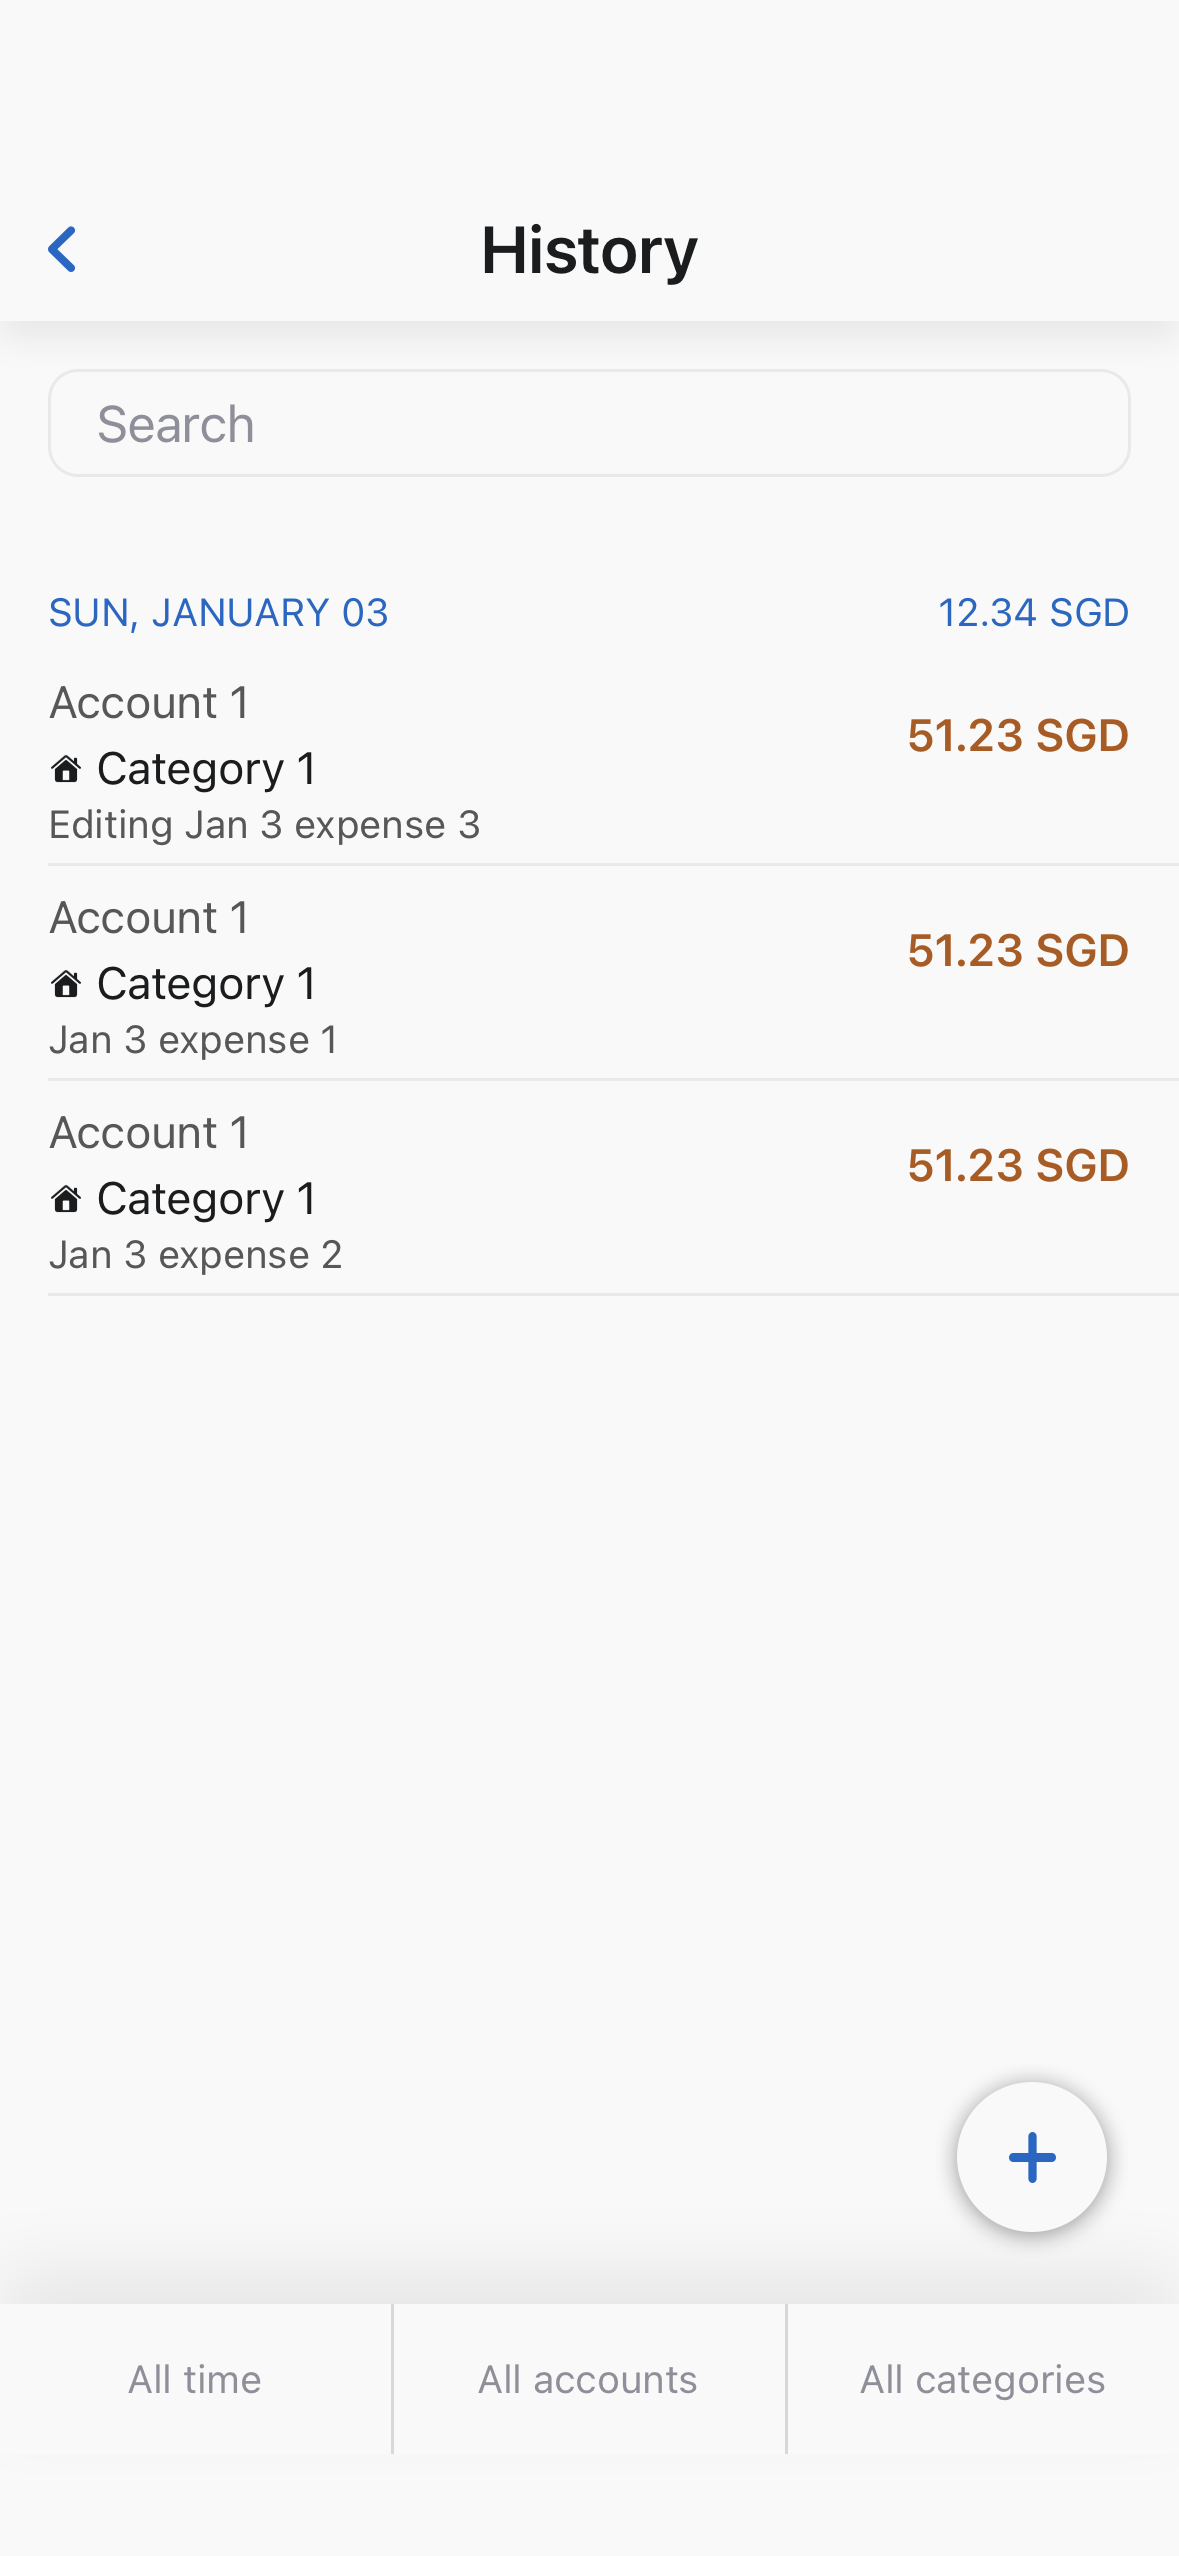 History
Search
SUN, JANUARY 03 12.34 SGD
Account 1
51.23 SGD
Category 1
Editing Jan 3 expense 3
Account 1
51.23 SGD
Category 1
Jan 3 expense 1
Account 1
51.23 SGD
Category 1
Jan 3 expense 2
All time All accounts All categories